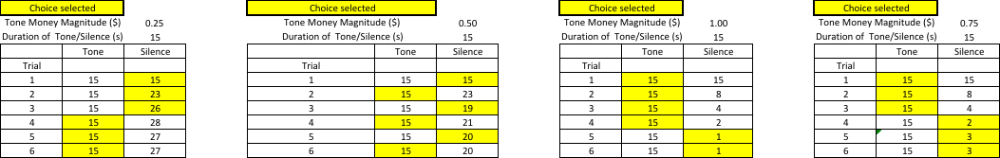 Choice selected
Tone Money Magnitude ($) 0.25
Duration of Tone/Silence (s) 15
Tone Silence
Trial
1 15 15
2 15 23
3 15 26
4 15 28
5 15 27
6 15 27
Choice selected
Tone Money Magnitude ($) 0.50
Duration of Tone/Silence (s) 15
Tone Silence
Trial
1 15 15
2 15 23
3 15 19
4 15 21
5 15 20
6 15 20
Choice selected
Tone Money Magnitude ($) 1.00
Duration of Tone/Silence (s) 15
Tone Silence
Trial
1 15 15
2 15 8
3 15 4
4 15 2
5 15 1
6 15 1
Choice selected
Tone Money Magnitude ($) 0.75
Duration of Tone/Silence (s) 15
Tone Silence
Trial
1 15 15
2 15 8
3 15 4
4 15 2
5 15 3
6 15 3